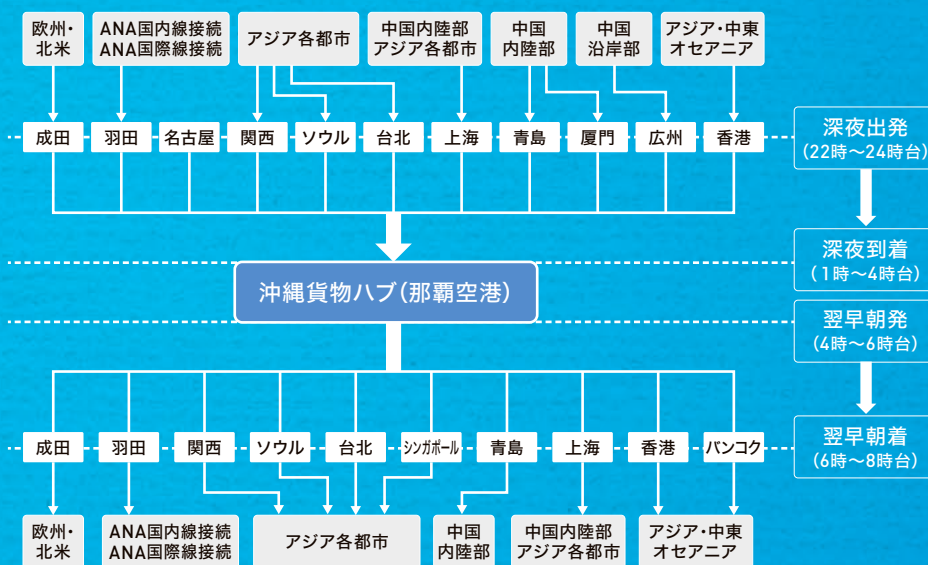 欧州・
北米
ANA国内線接続
ANA国際線接続
アジア各都市
中国内陸部
アジア各都市
中国
内陸部
中国
沿岸部
アジア・中東
オセアニア
成田
羽田
名古屋
関西
ソウル
台北
上海
青島
厦門
広州
香港
深夜出発
(22時〜24時台)
深夜到着
(1時〜4時台)
沖縄貨物ハブ(那覇空港)
翌早朝発
(4時〜6時台)
成田
羽田
関西
ソウル
台北
シンガポール
青島
上海
香港
バンコク
翌早朝着
(6時〜8時台)
欧州・
北米
ANA国内線接続
ANA国際線接続
アジア各都市
中国
内陸部
中国内陸部
アジア各都市
アジア・中東
オセアニア